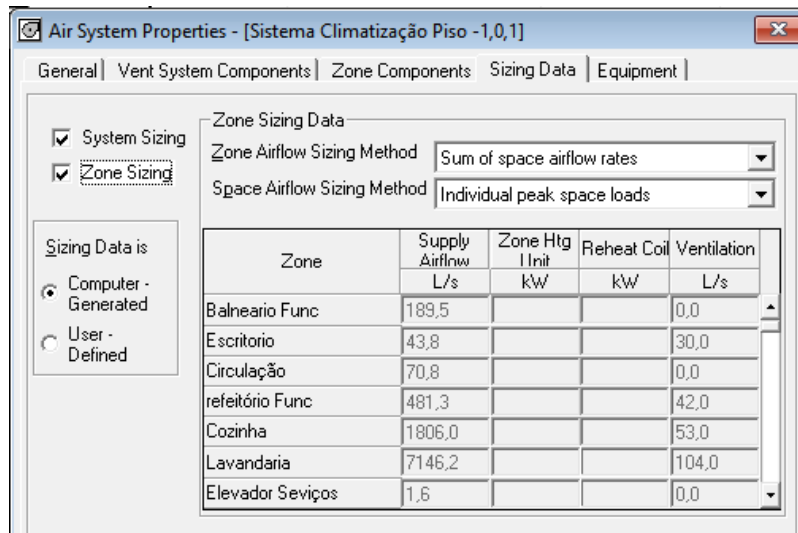 Air System Properties - [Sistema Climatização Piso -1,0,1]
General Vent System Components Zone Components Sizing Data Equipment
System Sizing
Zone Sizing
Sizing Data is
Computer -
Generated
User -
Defined
Zone Sizing Data
Zone Airflow Sizing Method Sum of space airflow rates
Space Airflow Sizing Method Individual peak space loads
Zone Supply Airflow Zone Htg Unit Reheat Coil Ventilation
L/s kW kW L/s
Balneario Func 189,5 0,0
Escritorio 43,8 30,0
Circulação 70,8 0,0
refeitório Func 481,3 42,0
Cozinha 1806,0 53,0
Lavandaria 7146,2 104,0
Elevador Seviços 1,6 0,0